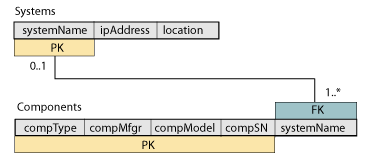 Systems
systemName ipAddress location
PK
0..1
1..*
Components
FK
compType compMfgr compModel compSN systemName
PK